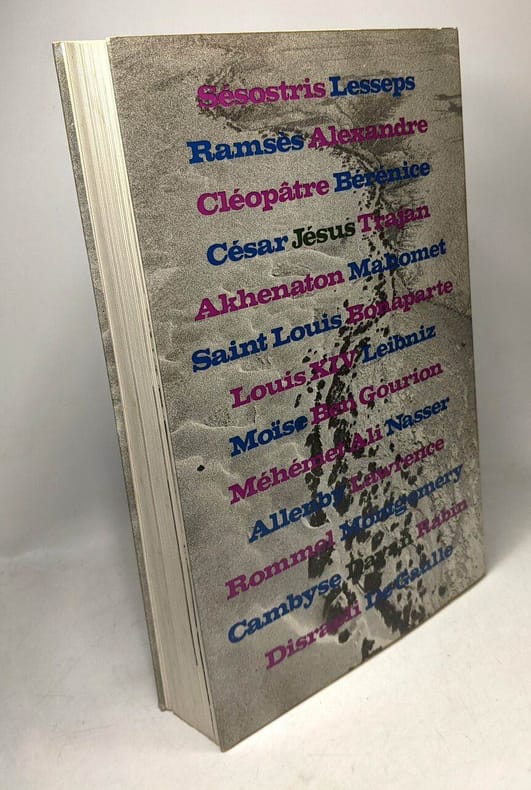 Sésostris Lesseps
Ramsès Alexandre
Cléopâtre Bérénice
César Jésus Trajan
Akhenaton Mahomet
Saint Louis Bonaparte
Louis XIV Leibniz
Moïse Ben Gourion
Méhémet Ali Nasser
Allenby Lawrence
Rommel Montgomery
Cambyse Dayan Rabin
Disraeli De Gaulle